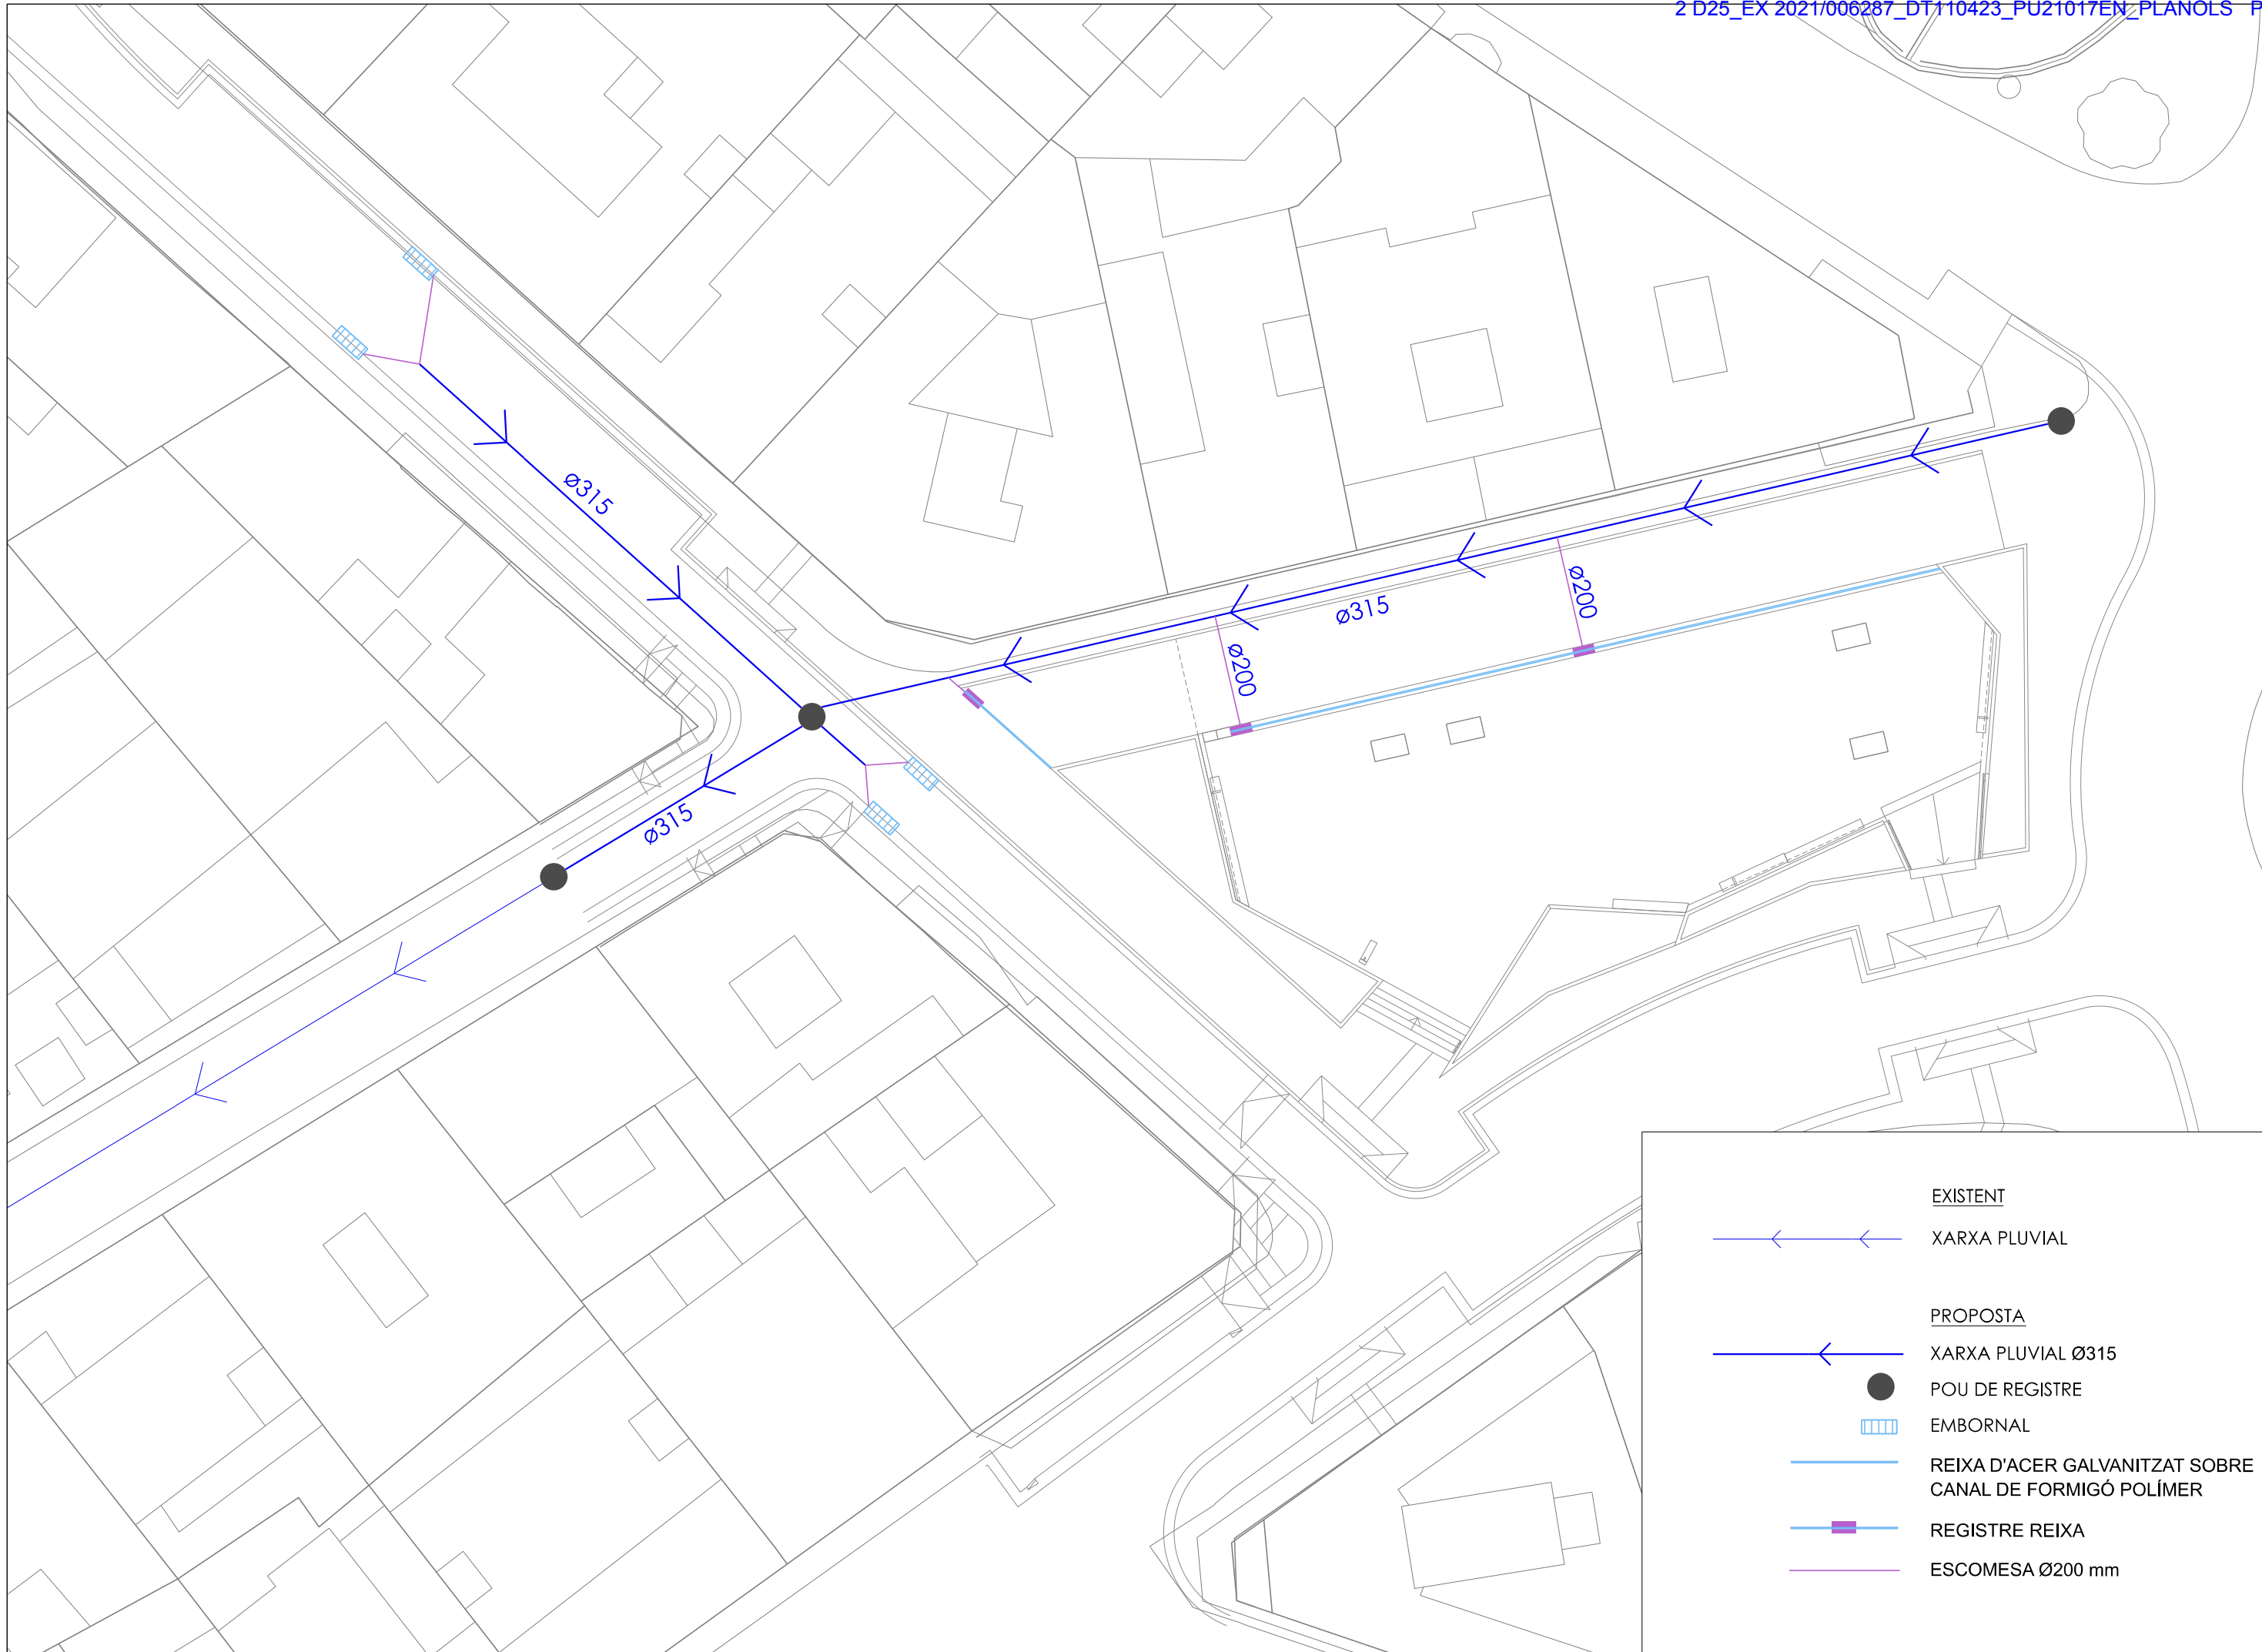 2 D25_EX 2021/006287_DT110423_PU21017EN_PLANOLS P
ø315
ø200
ø315
ø200
ø315
EXISTENT
XARXA PLUVIAL
PROPOSTA
XARXA PLUVIAL Ø315
POU DE REGISTRE
EMBORNAL
REIXA D'ACER GALVANITZAT SOBRE
CANAL DE FORMIGÓ POLÍMER
REGISTRE REIXA
ESCOMESA Ø200 mm